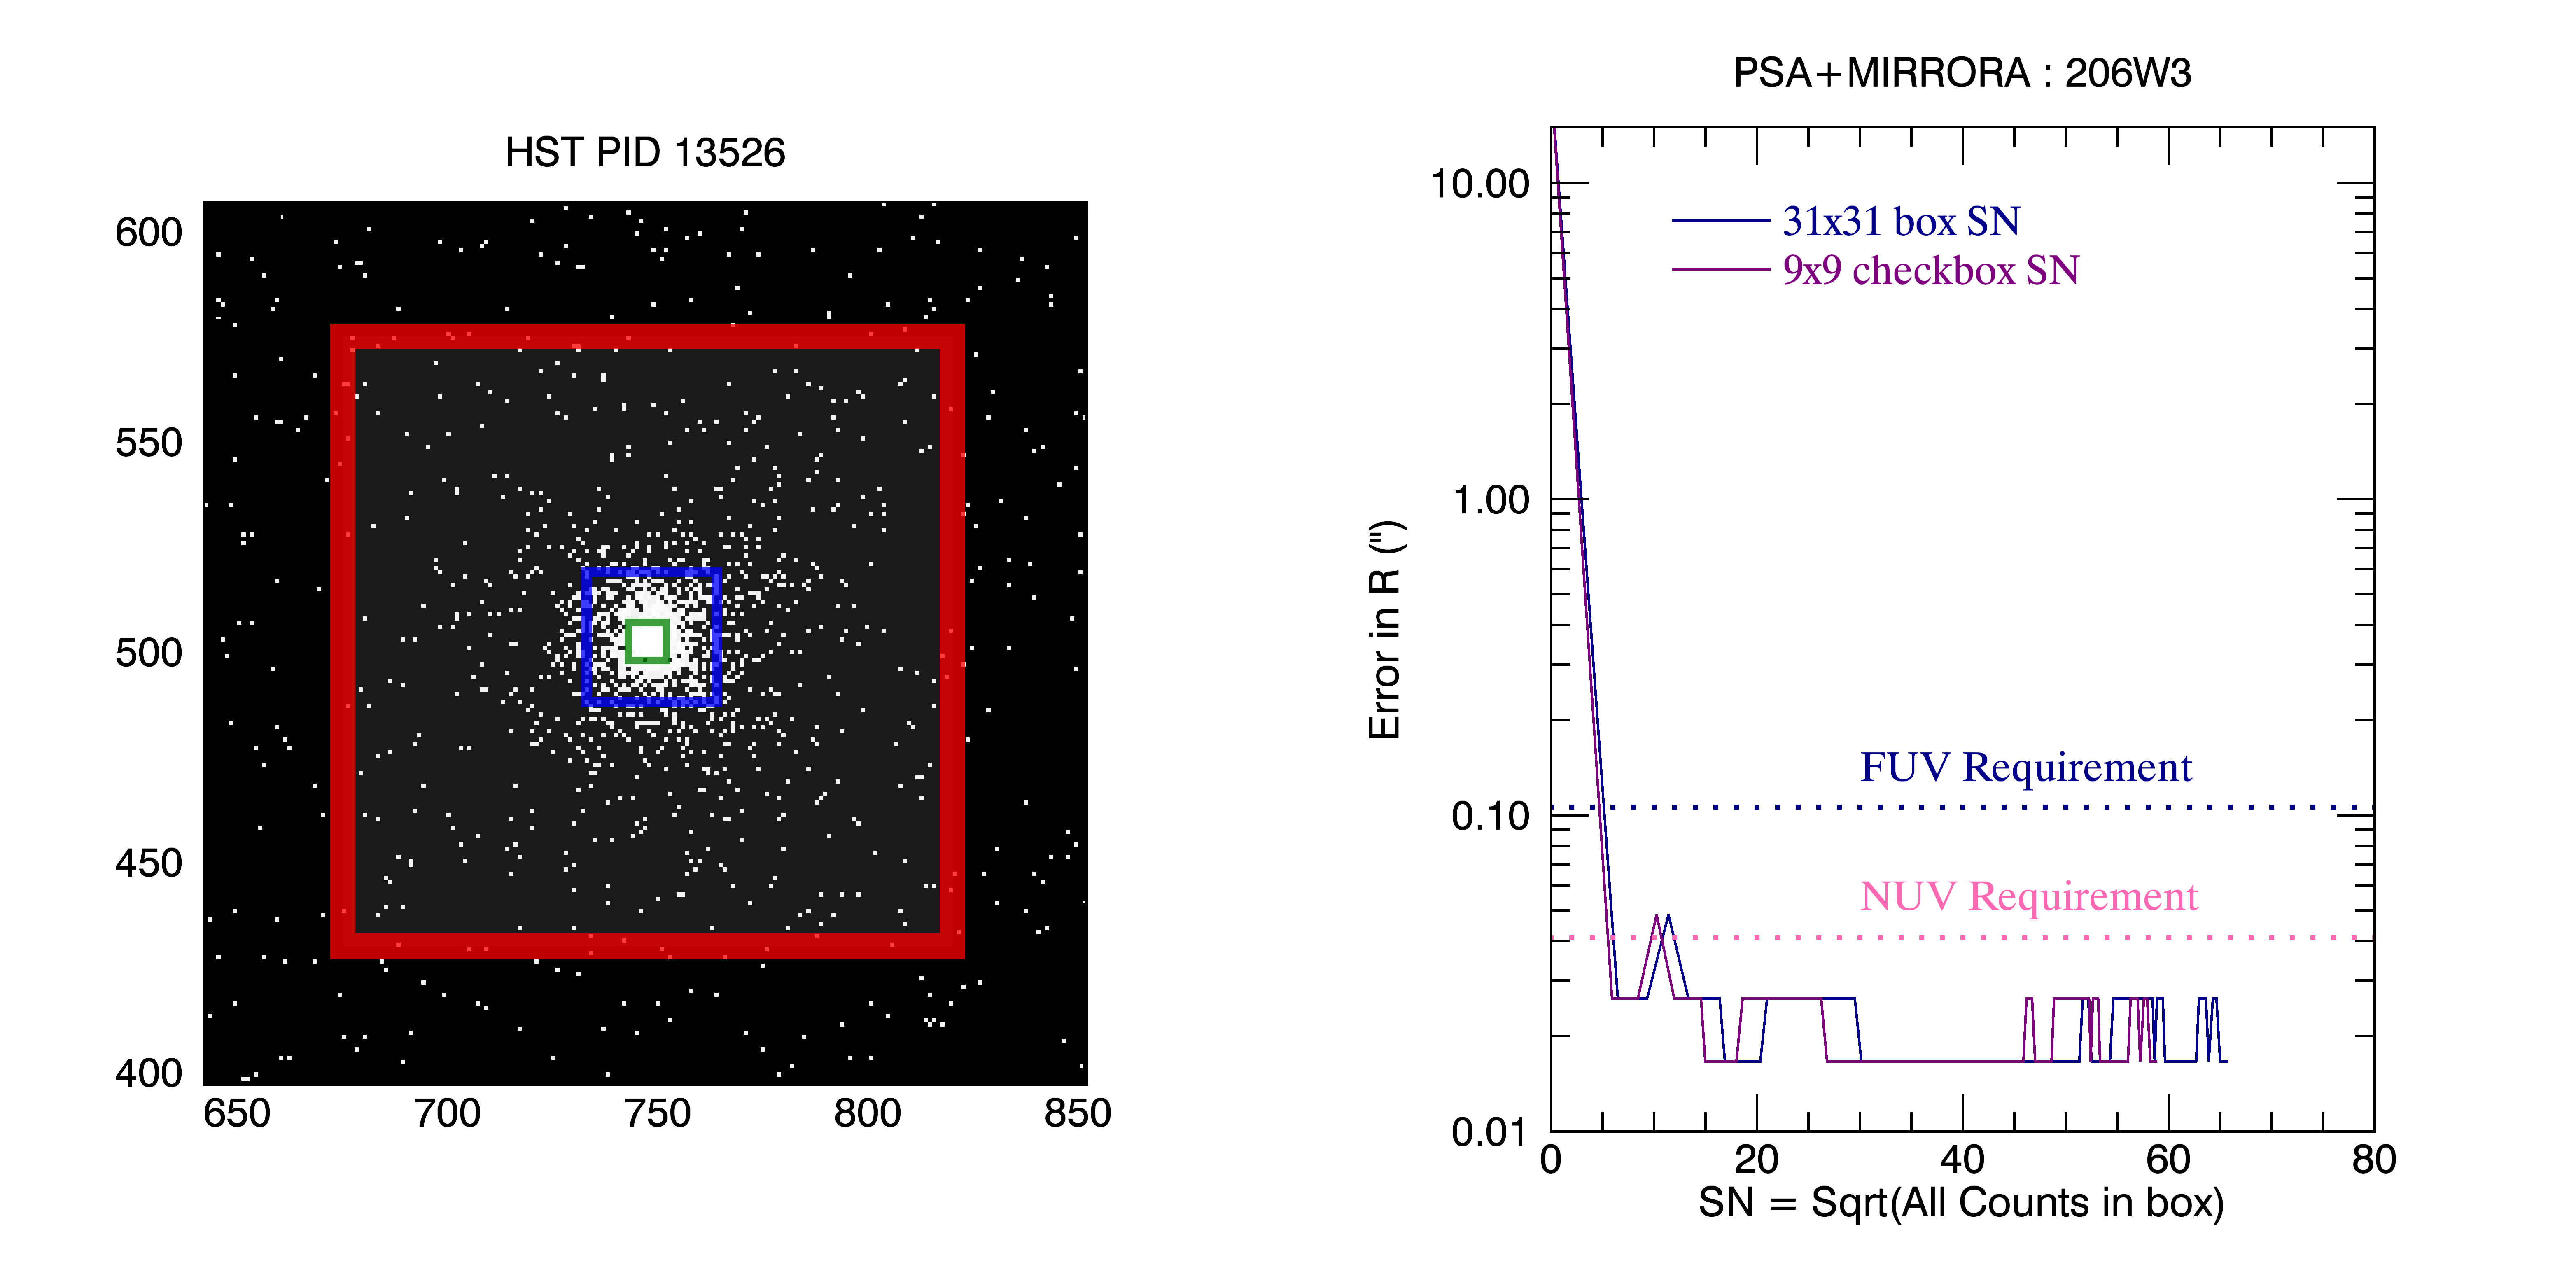 HST PID 13526
600
550
500
450
400
650 700 750 800 850
PSA+MIRRORA : 206W3
10.00
1.00
0.10
0.01
Error in R (")
31x31 box SN
9x9 checkbox SN
FUV Requirement
NUV Requirement
0 20 40 60 80
SN = Sqrt(All Counts in box)